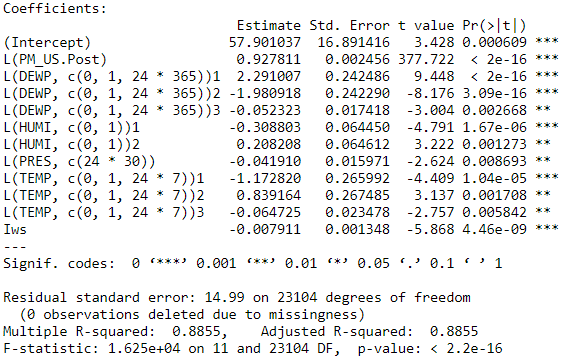 Coefficients:
                              Estimate Std. Error t value Pr(>|t|)    
(Intercept)                  57.901037  16.891416   3.428 0.000609 ***
L(PM_US.Post)                 0.927811   0.002456 377.722  < 2e-16 ***
L(DEWP, c(0, 1, 24 * 365))1   2.291007   0.242486   9.448  < 2e-16 ***
L(DEWP, c(0, 1, 24 * 365))2  -1.980918   0.242290  -8.176 3.09e-16 ***
L(DEWP, c(0, 1, 24 * 365))3  -0.052323   0.017418  -3.004 0.002668 **
L(HUMI, c(0, 1))1            -0.308803   0.064450  -4.791 1.67e-06 ***
L(HUMI, c(0, 1))2             0.208208   0.064612   3.222 0.001273 **
L(PRES, c(24 * 30))          -0.041910   0.015971  -2.624 0.008693 **
L(TEMP, c(0, 1, 24 * 7))1    -1.172820   0.265992  -4.409 1.04e-05 ***
L(TEMP, c(0, 1, 24 * 7))2     0.839164   0.267485   3.137 0.001708 **
L(TEMP, c(0, 1, 24 * 7))3    -0.064725   0.023478  -2.757 0.005842 **
Iws                          -0.007911   0.001348  -5.868 4.46e-09 ***
---
Signif. codes:  0 ‘***’ 0.001 ‘**’ 0.01 ‘*’ 0.05 ‘.’ 0.1 ‘ ’ 1
Residual standard error: 14.99 on 23104 degrees of freedom
  (0 observations deleted due to missingness)
Multiple R-squared:  0.8855,	Adjusted R-squared:  0.8855
F-statistic: 1.625e+04 on 11 and 23104 DF,  p-value: < 2.2e-16